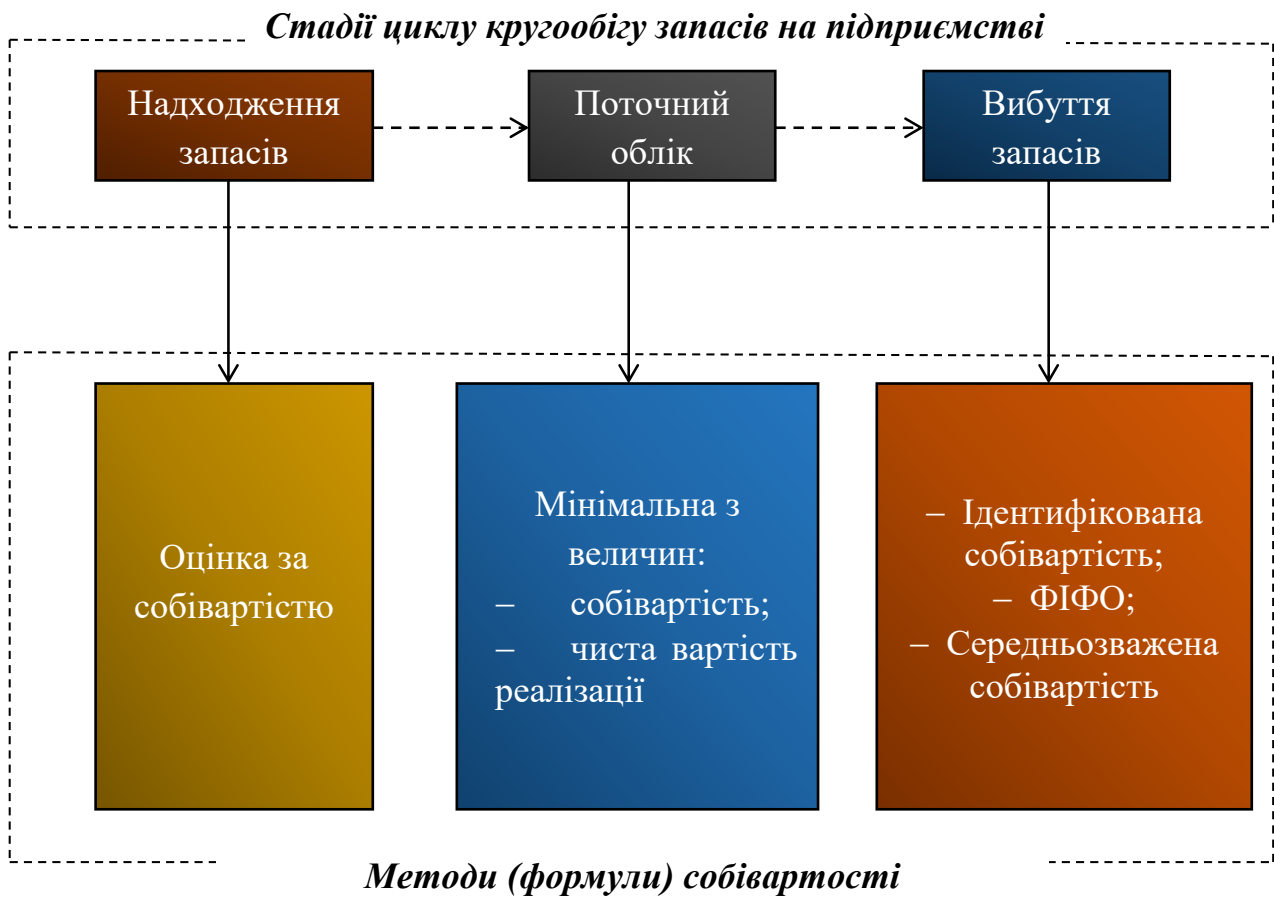 Стадії циклу кругообігу запасів на підприємстві
Надходження
запасів
Поточний
облік
Вибуття
запасів
Оцінка за
собівартістю
Мінімальна з
величин:
– собівартість;
– чиста вартість
реалізації
– Ідентифікована
собівартість;
– ФІФО;
– Середньозважена
собівартість
Методи (формули) собівартості